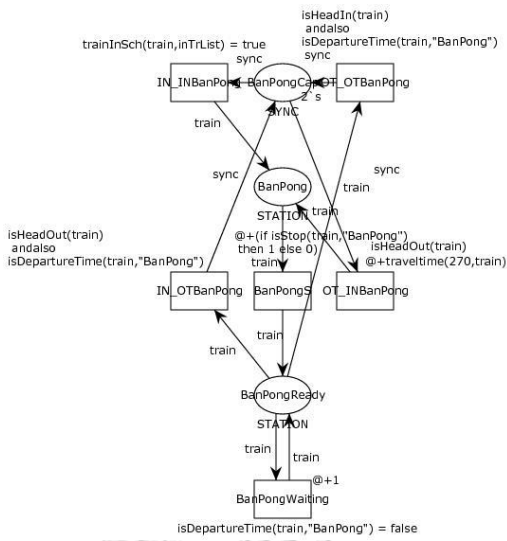 isHeadIn(train)
andalso
isDepartureTime(train,"BanPong")
trainInSch(train,inTrList) = true
sync
sync
IN_INBanPong
BanPongCap
OT_OTBanPong
2`s
SYNC
train
sync
train
BanPong
STATION
train
sync
isHeadOut(train)
andalso
isDepartureTime(train,"BanPong")
@+(if isStop(train,"BanPong")
then 1 else 0)
train
isHeadOut(train)
@+traveltime(270,train)
IN_OTBanPong
BanPongS
OT_INBanPong
train
train
BanPongReady
STATION
train
train
@+1
BanPongWaiting
isDepartureTime(train,"BanPong") = false